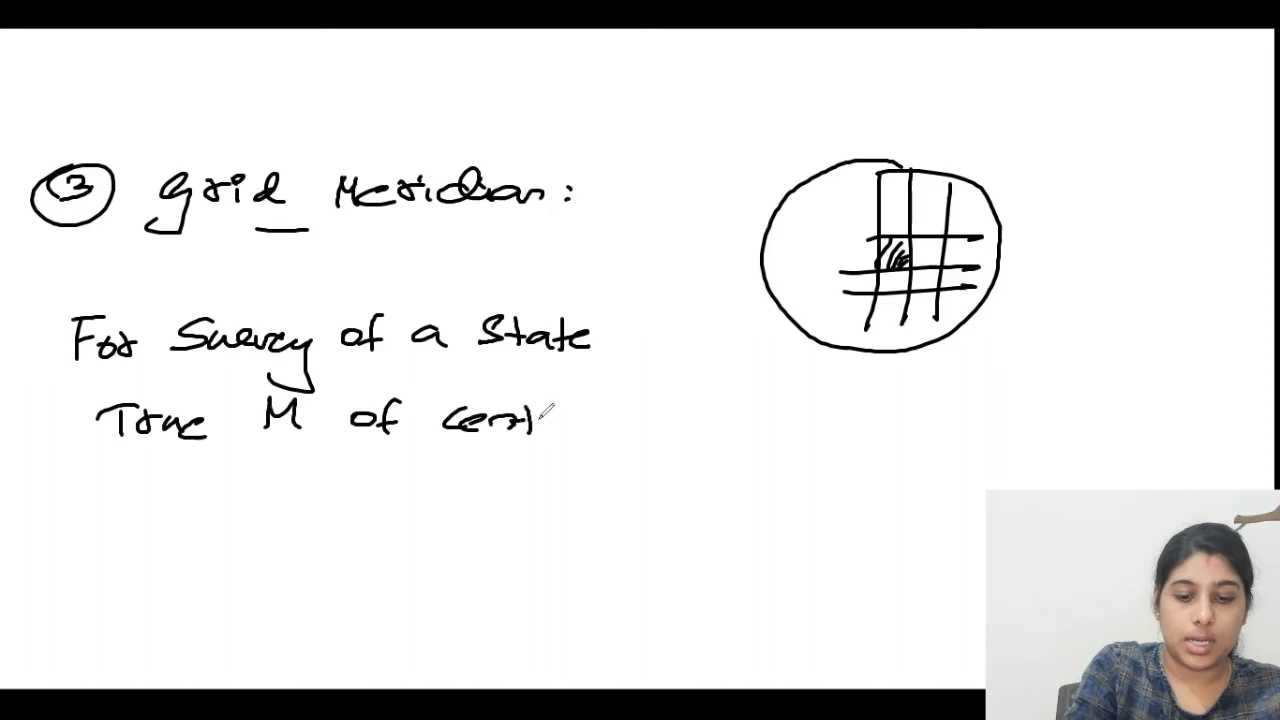 3 Grid Meridian:
For Survey of a State
True M of